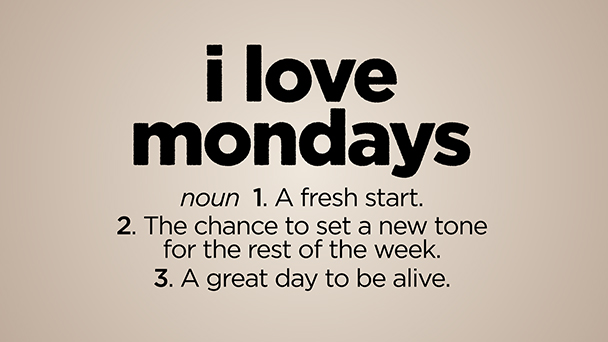 i love
mondays
noun 1. A fresh start.
2. The chance to set a new tone
for the rest of the week.
3. A great day to be alive.